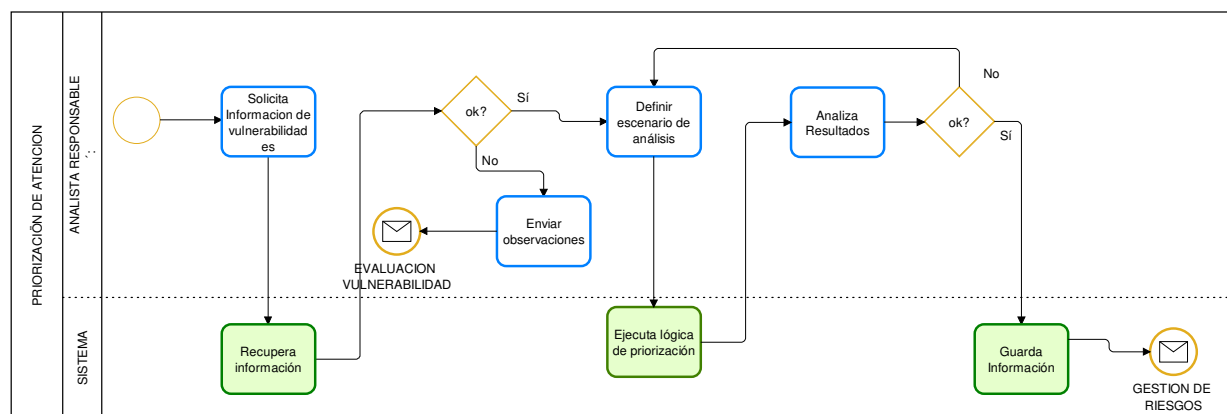 PRIORIZACIÓN DE ATENCION
ANALISTA RESPONSABLE
SISTEMA
Solicita
Informacion de
vulnerabilidad
es
ok?
Sí
No
Definir
escenario de
análisis
Analiza
Resultados
ok?
No
Sí
Enviar
observaciones
EVALUACION
VULNERABILIDAD
Recupera
información
Ejecuta lógica
de priorización
Guarda
Información
GESTION DE
RIESGOS